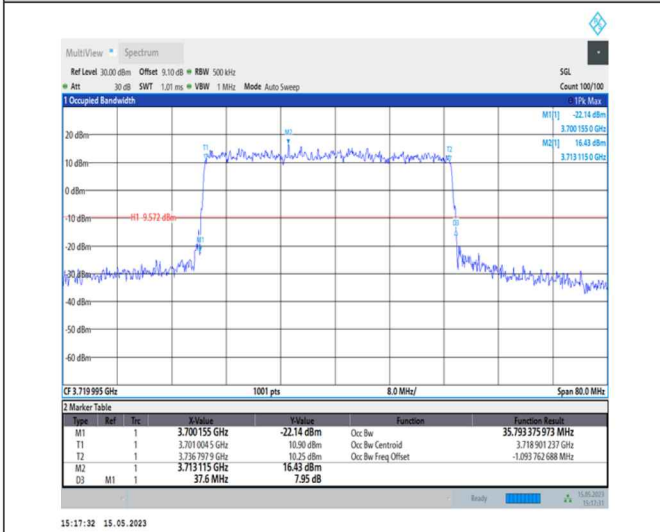 MultiView Spectrum
Ref Level 30.00 dBm Offset 9.10 dB RBW 500 kHz SGL
Att 30 dB SWT 1.01 ms VBW 1 MHz Mode Auto Sweep Count 100/100
1 Occupied Bandwidth 1Pk Max
M1[1] -22.14 dBm
3.700 155 0 GHz
M2[1] 16.43 dBm
3.713 115 0 GHz
20 dBm
M2
T1
T2
10 dBm
0 dBm
-10 dBm
H1 -9.572 dBm
D3
M1
-20 dBm
-30 dBm
-40 dBm
-50 dBm
-60 dBm
CF 3.719 995 GHz 1001 pts 8.0 MHz/ Span 80.0 MHz
2 Marker Table
Type Ref Trc X-Value Y-Value Function Function Result
M1 1 3.700 155 GHz -22.14 dBm Occ Bw 35.793 375 973 MHz
T1 1 3.701 004 5 GHz 10.90 dBm Occ Bw Centroid 3.718 901 237 GHz
T2 1 3.736 797 9 GHz 10.25 dBm Occ Bw Freq Offset -1.093 762 688 MHz
M2 1 3.713 115 GHz 16.43 dBm
D3 M1 1 37.6 MHz 7.95 dB
Ready 15.05.2023
15:17:31
15:17:32 15.05.2023